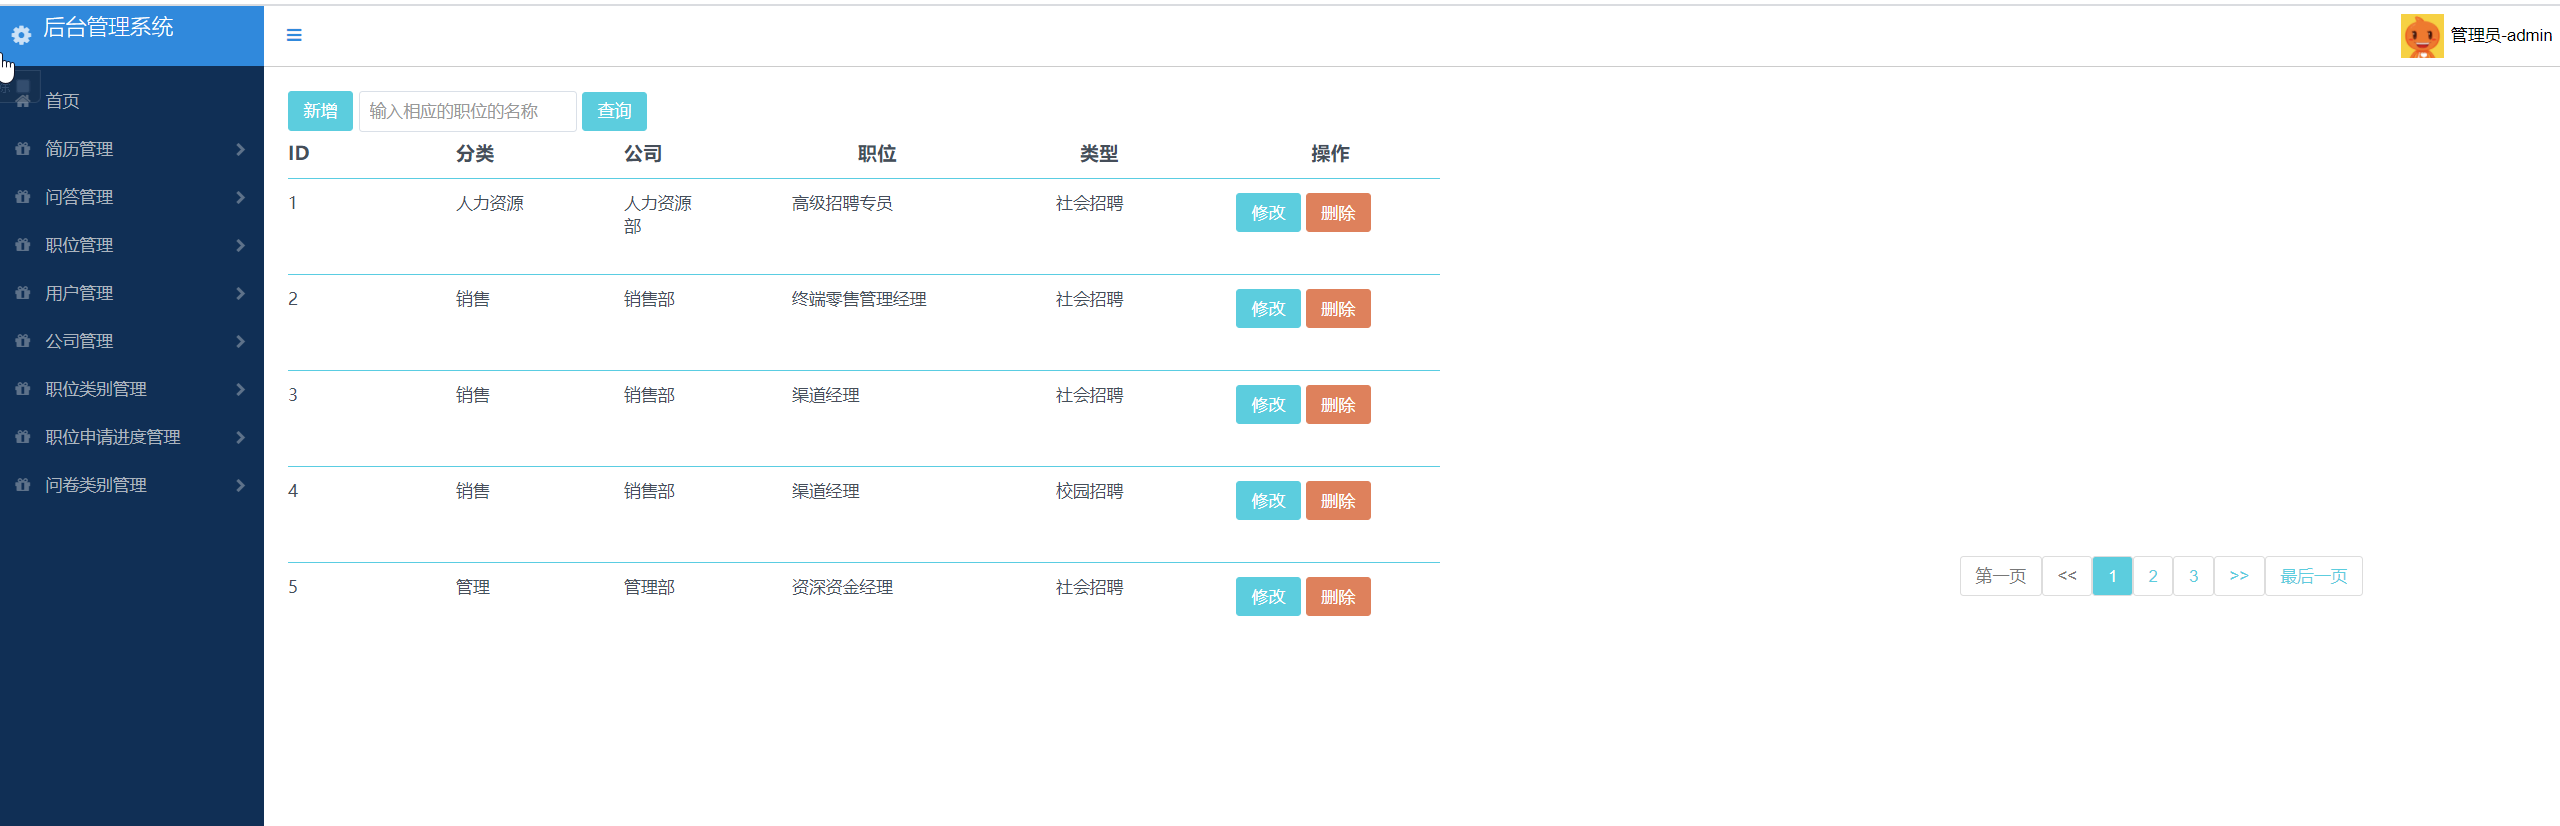 后台管理系统
管理员-admin
首页
简历管理
问答管理
职位管理
用户管理
公司管理
职位类别管理
职位申请进度管理
问卷类别管理
新增 输入相应的职位的名称 查询
ID 分类 公司 职位 类型 操作
1 人力资源 人力资源部 高级招聘专员 社会招聘 修改 删除
2 销售 销售部 终端零售管理经理 社会招聘 修改 删除
3 销售 销售部 渠道经理 社会招聘 修改 删除
4 销售 销售部 渠道经理 校园招聘 修改 删除
5 管理 管理部 资深资金经理 社会招聘 修改 删除
第一页 << 1 2 3 >> 最后一页